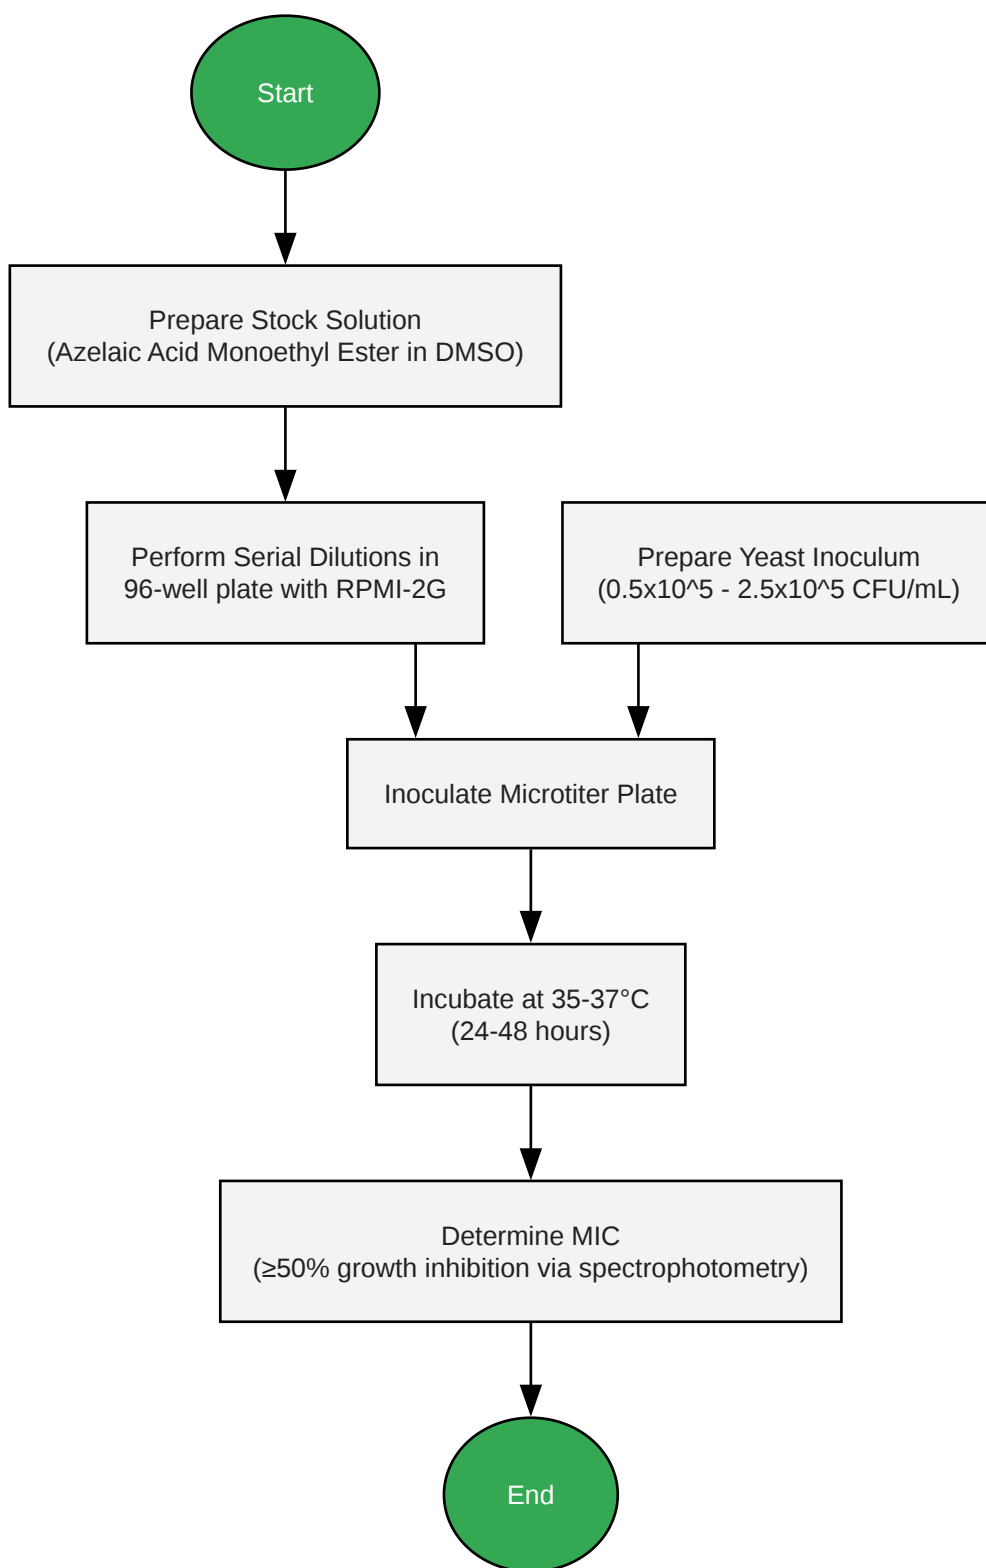 Start
Prepare Stock Solution
(Azelaic Acid Monoethyl Ester in DMSO)
Perform Serial Dilutions in
96-well plate with RPMI-2G
Prepare Yeast Inoculum
(0.5x10^5 - 2.5x10^5 CFU/mL)
Inoculate Microtiter Plate
Incubate at 35-37°C
(24-48 hours)
Determine MIC
(≥50% growth inhibition via spectrophotometry)
End